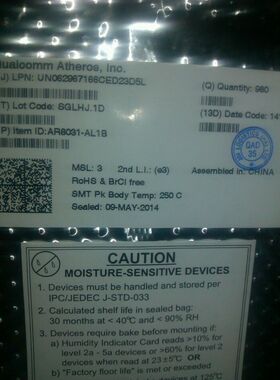 ualcomm Atheros, Inc.
J) LPN: UN062967166CED23D5L
(Q) Quantity: 980
T) Lot Code: SGLHJ.1D
(13D) Date Code: 14
P) Item ID: AR8031-AL1B
QAD
35
MSL: 3 2nd L.I.: (e3) Assembled in: CHINA
RoHS & BrCl free
SMT Pk Body Temp: 250 C
Sealed: 09-MAY-2014
CAUTION
MOISTURE-SENSITIVE DEVICES
1. Devices must be handled and stored per
IPC/JEDEC J-STD-033
2. Calculated shelf life in sealed bag:
30 months at < 40°C and < 90% RH
3. Devices require bake before mounting if:
a) Humidity Indicator Card reads >10% for
level 2a - 5a devices or >60% for level 2
devices when read at 23 ±5°C
b) "Factory floor life" is met or exceeded
at 125°C